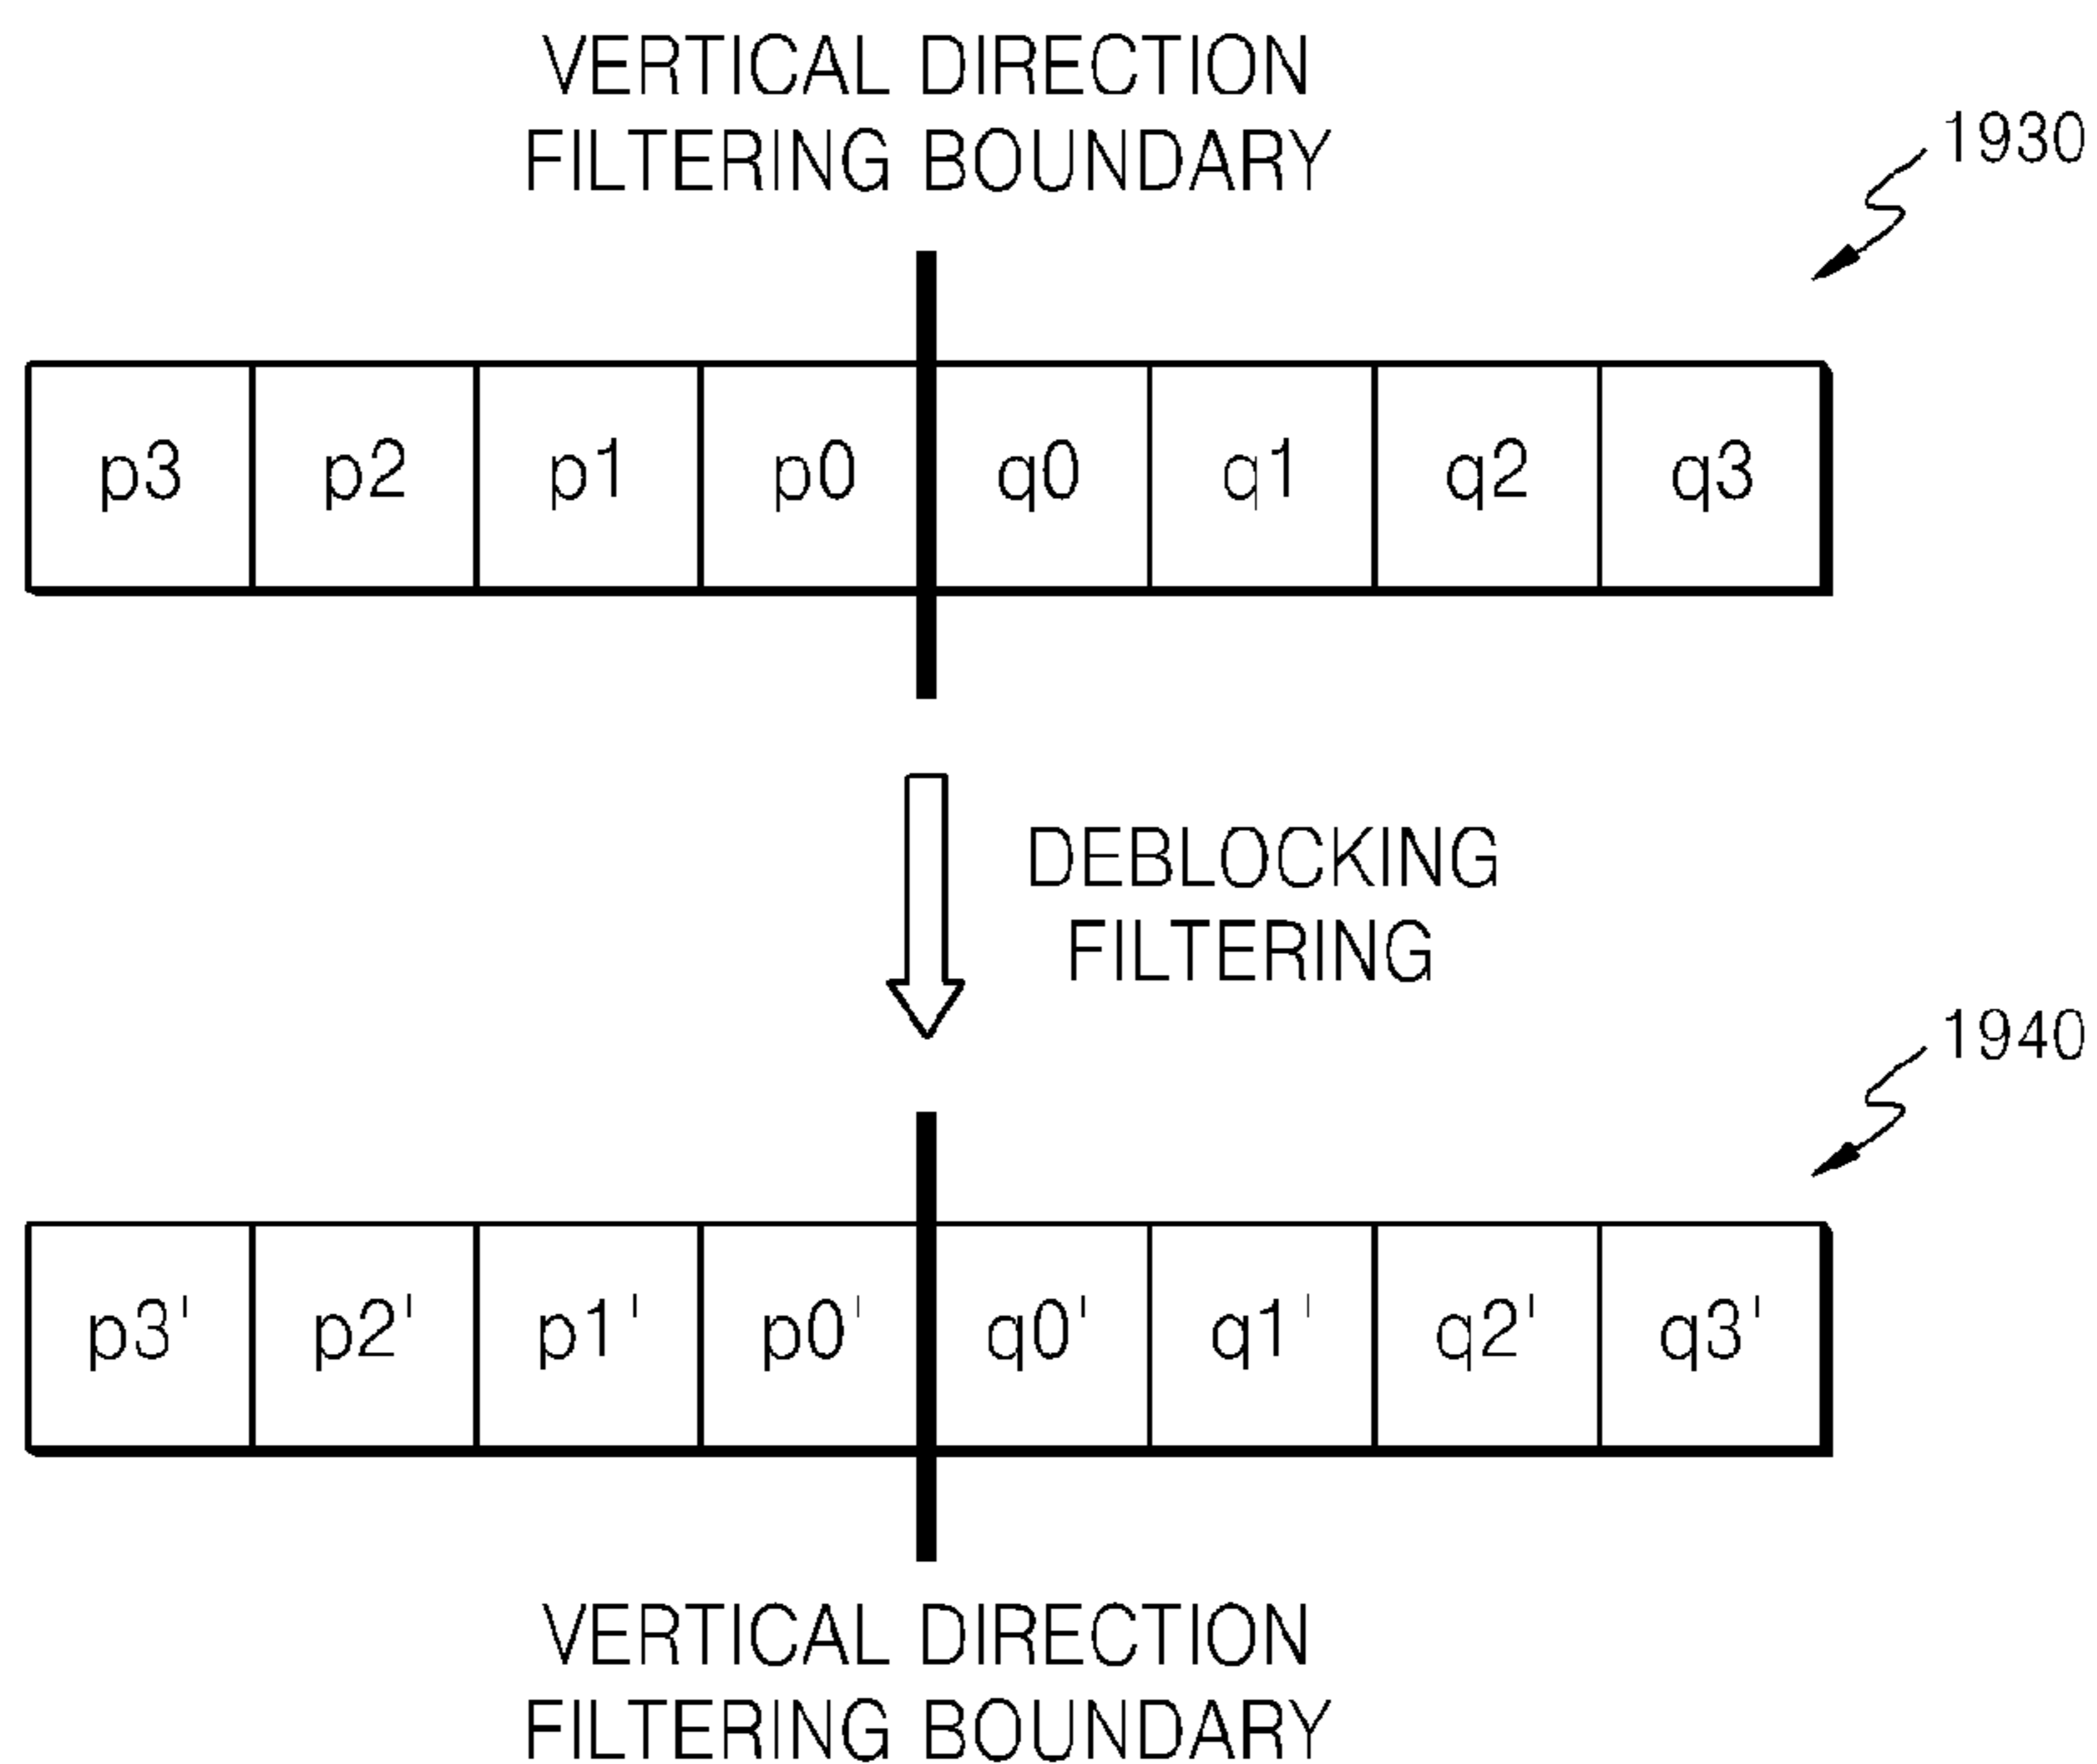 VERTICAL DIRECTION
FILTERING BOUNDARY
1930
p3 p2 p1 p0 q0 q1 q2 q3
DEBLOCKING
FILTERING
1940
p3' p2' p1' p0' q0' q1' q2' q3'
VERTICAL DIRECTION
FILTERING BOUNDARY